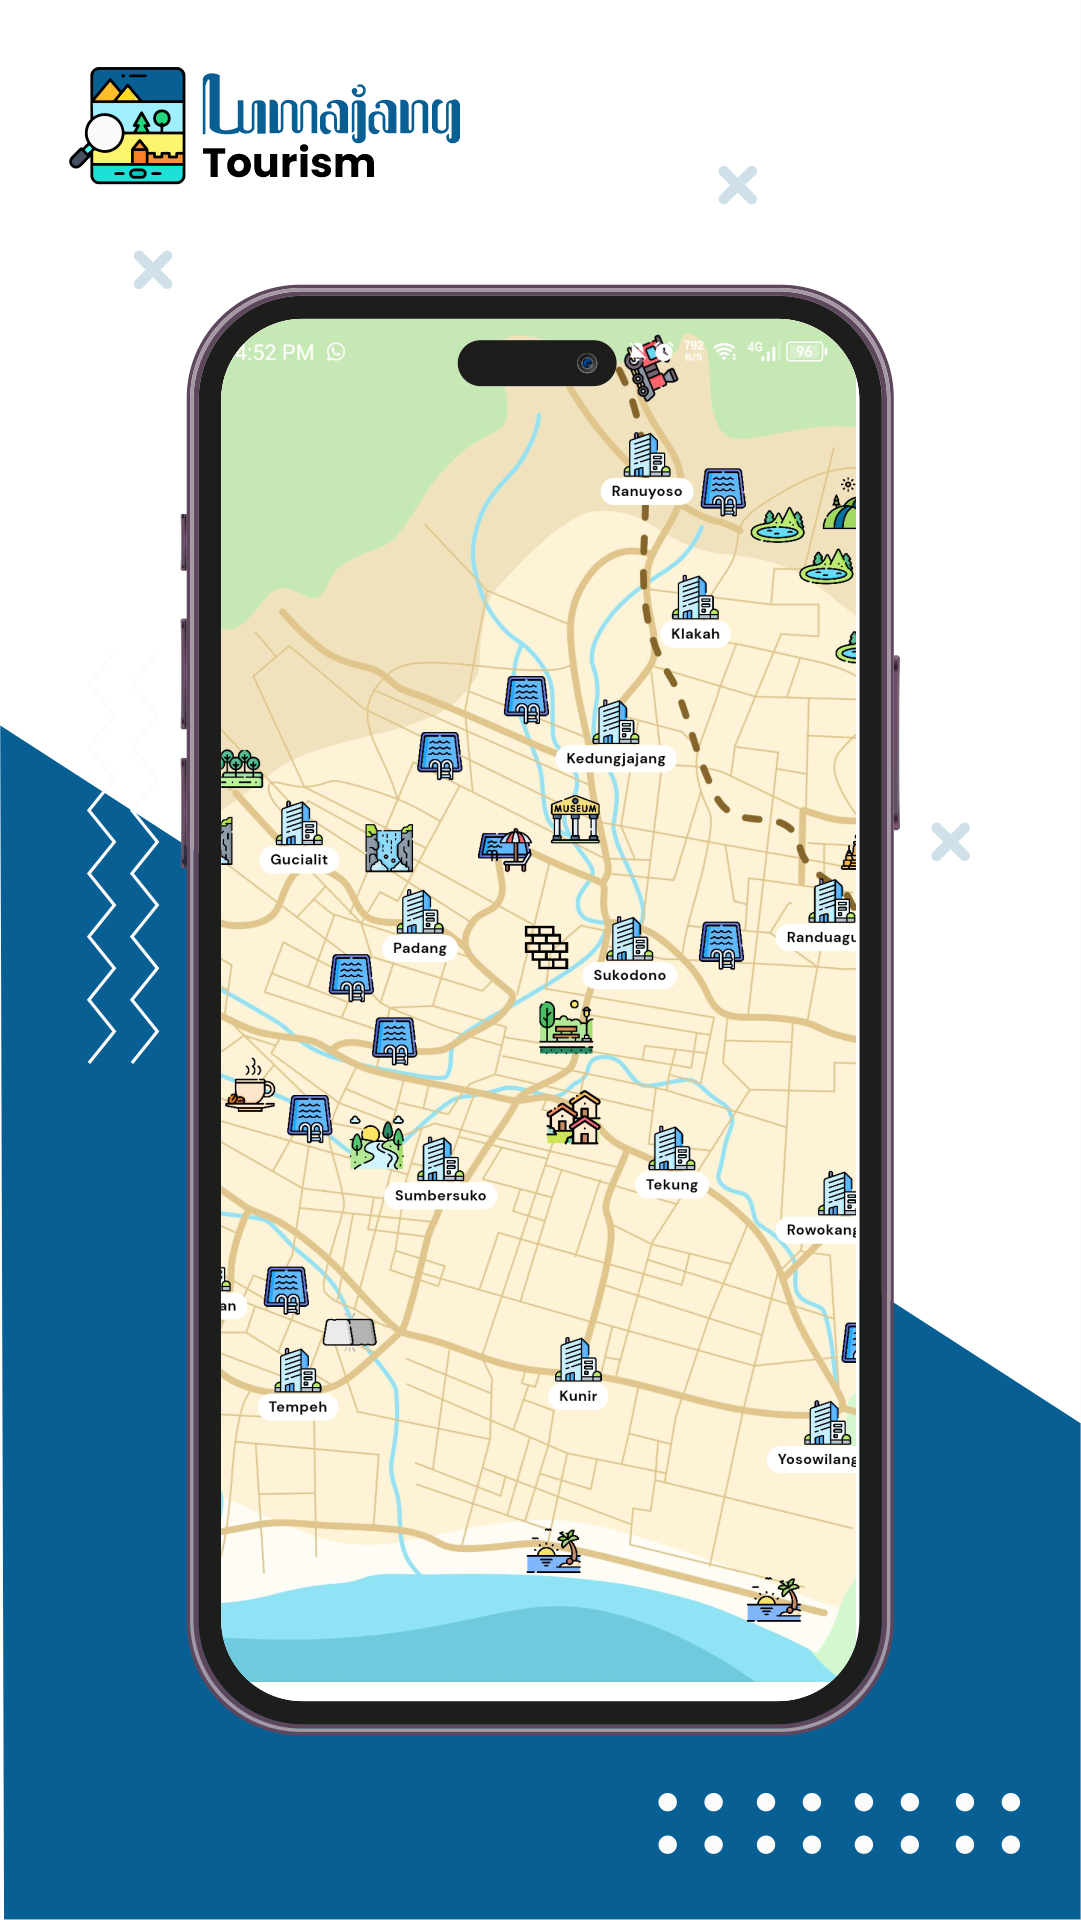 Lumajang
Tourism
4:52 PM
792
B/S
4G
96
Ranuyoso
Klakah
Kedungjajang
MUSEUM
Gucialit
Padang
Randuagu
Sukodono
Tekung
Sumbersuko
Rowokang
an
Kunir
Tempeh
Yosowilang